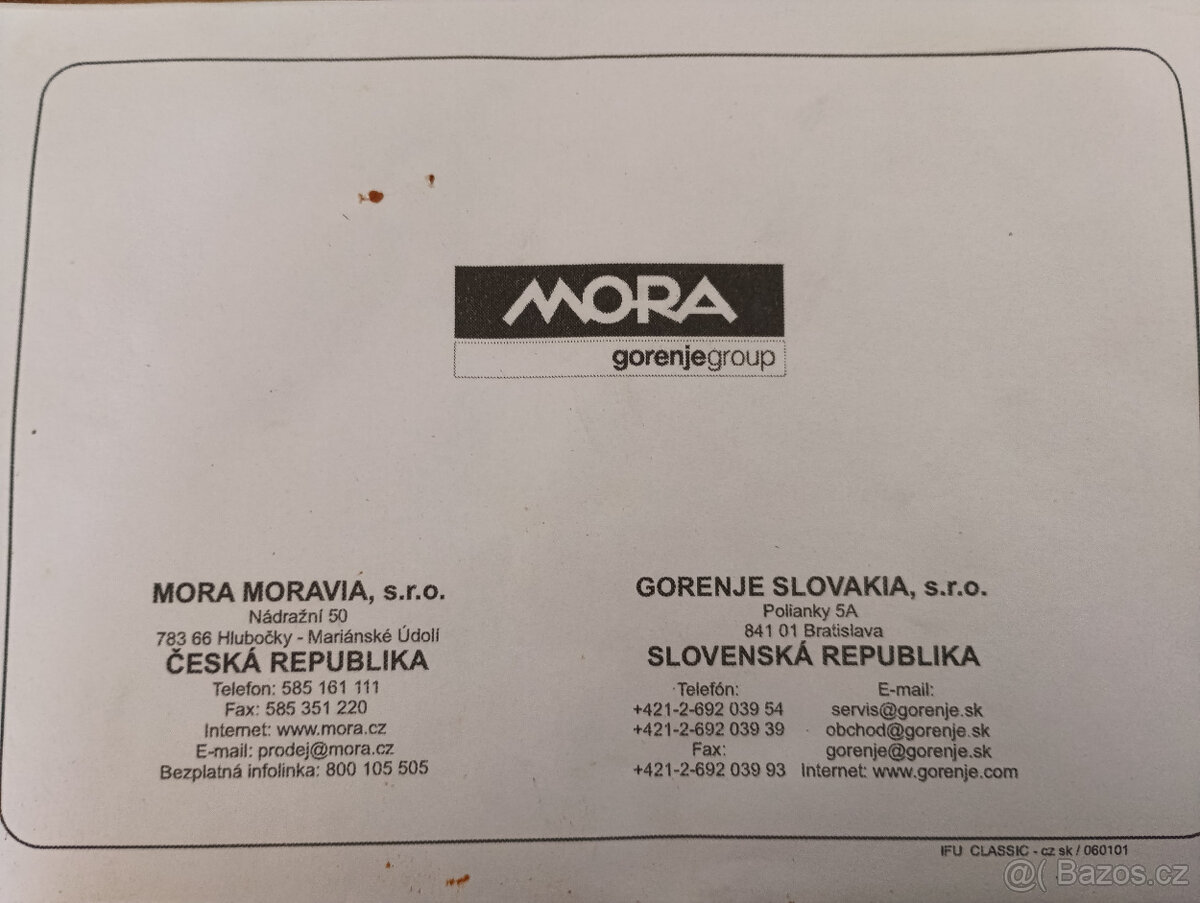 MORA
gorenjegroup
MORA MORAVIA, s.r.o.
Nádražní 50
783 66 Hlubočky - Mariánské Údolí
ČESKÁ REPUBLIKA
Telefon: 585 161 111
Fax: 585 351 220
Internet: www.mora.cz
E-mail: prodej@mora.cz
Bezplatná infolinka: 800 105 505
GORENJE SLOVAKIA, s.r.o.
Polianky 5A
841 01 Bratislava
SLOVENSKÁ REPUBLIKA
Telefón:
+421-2-692 039 54
+421-2-692 039 39
Fax:
+421-2-692 039 93
E-mail:
servis@gorenje.sk
obchod@gorenje.sk
gorenje@gorenje.sk
Internet: www.gorenje.com
IFU CLASSIC - cz sk / 060101
@( Bazos.cz